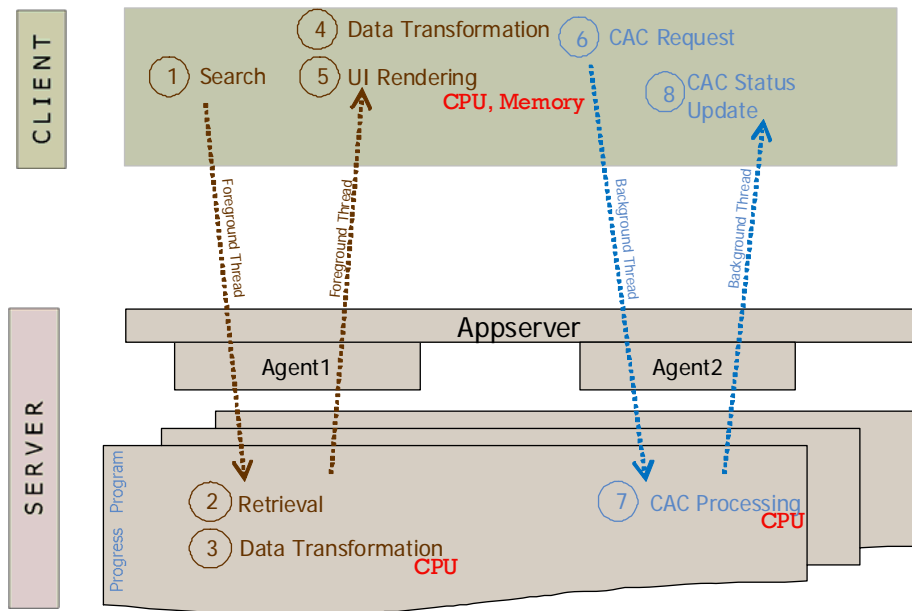 CLIENT
4 Data Transformation
1 Search
5 UI Rendering
CPU, Memory
6 CAC Request
8 CAC Status
Update
Foreground Thread
Foreground Thread
Background Thread
Background Thread
SERVER
Appserver
Agent1
Agent2
Progress Program
2 Retrieval
3 Data Transformation
CPU
7 CAC Processing
CPU